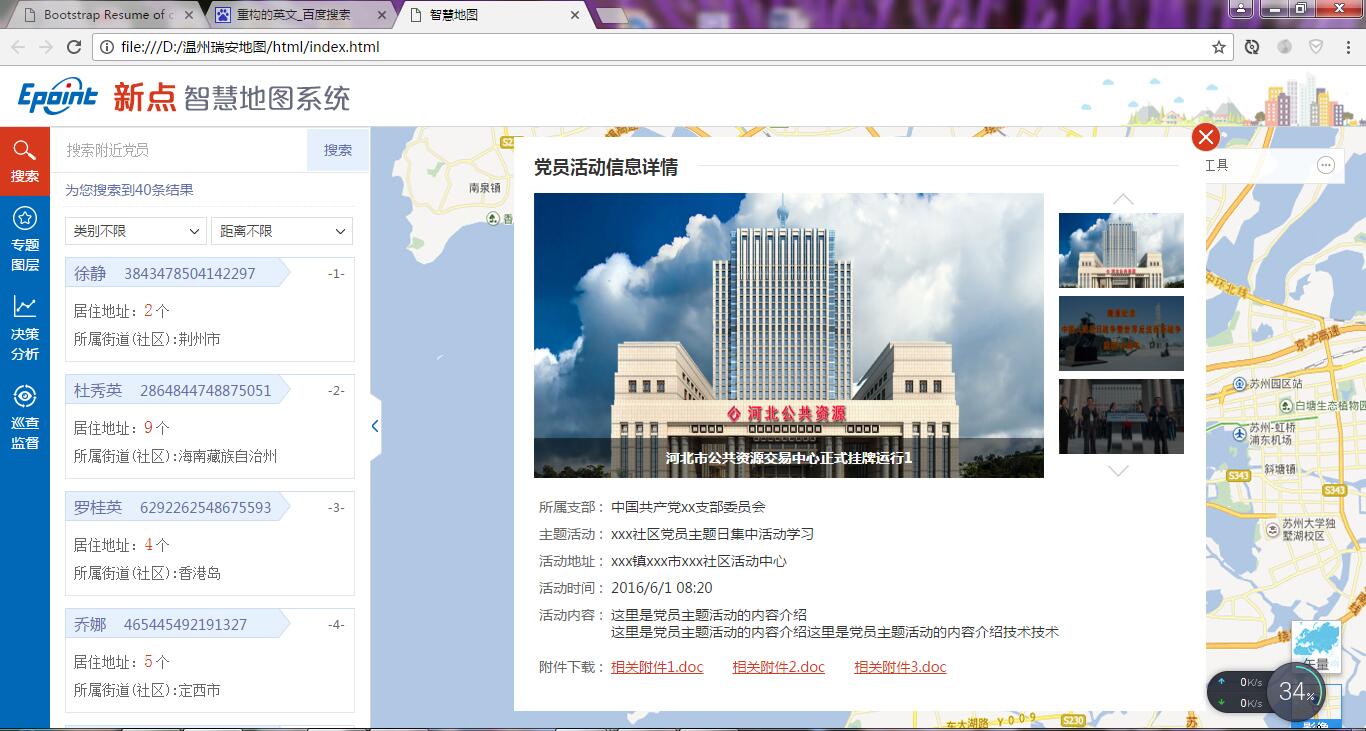 Bootstrap Resume of c
重构的英文_百度搜索
智慧地图
file:///D:/温州瑞安地图/html/index.html
Epoint 新点 智慧地图系统
搜索
专题
图层
决策
分析
巡查
监督
搜索附近党员
搜索
为您搜索到40条结果
类别不限
距离不限
徐静 3843478504142297 -1-
居住地址：2个
所属街道(社区):荆州市
杜秀英 2864844748875051 -2-
居住地址：9个
所属街道(社区):海南藏族自治州
罗桂英 6292262548675593 -3-
居住地址：4个
所属街道(社区):香港岛
乔娜 465445492191327 -4-
居住地址：5个
所属街道(社区):定西市
南泉镇
香
党员活动信息详情
河北公共资源
河北市公共资源交易中心正式挂牌运行1
所属支部： 中国共产党xx支部委员会
主题活动： xxx社区党员主题日集中活动学习
活动地址： xxx镇xxx市xxx社区活动中心
活动时间： 2016/6/1 08:20
活动内容： 这里是党员主题活动的内容介绍
这里是党员主题活动的内容介绍这里是党员主题活动的内容介绍技术技术
附件下载： 相关附件1.doc 相关附件2.doc 相关附件3.doc
工具
中环北线
京沪高速
苏州园区站
白塘生态植物园
苏州-虹桥
浦东机场
斜塘镇
S343
S343
苏州大学独
墅湖校区
矢量
影像
0K/s
0K/s
34%
东大湖路
Y009
S230
苏